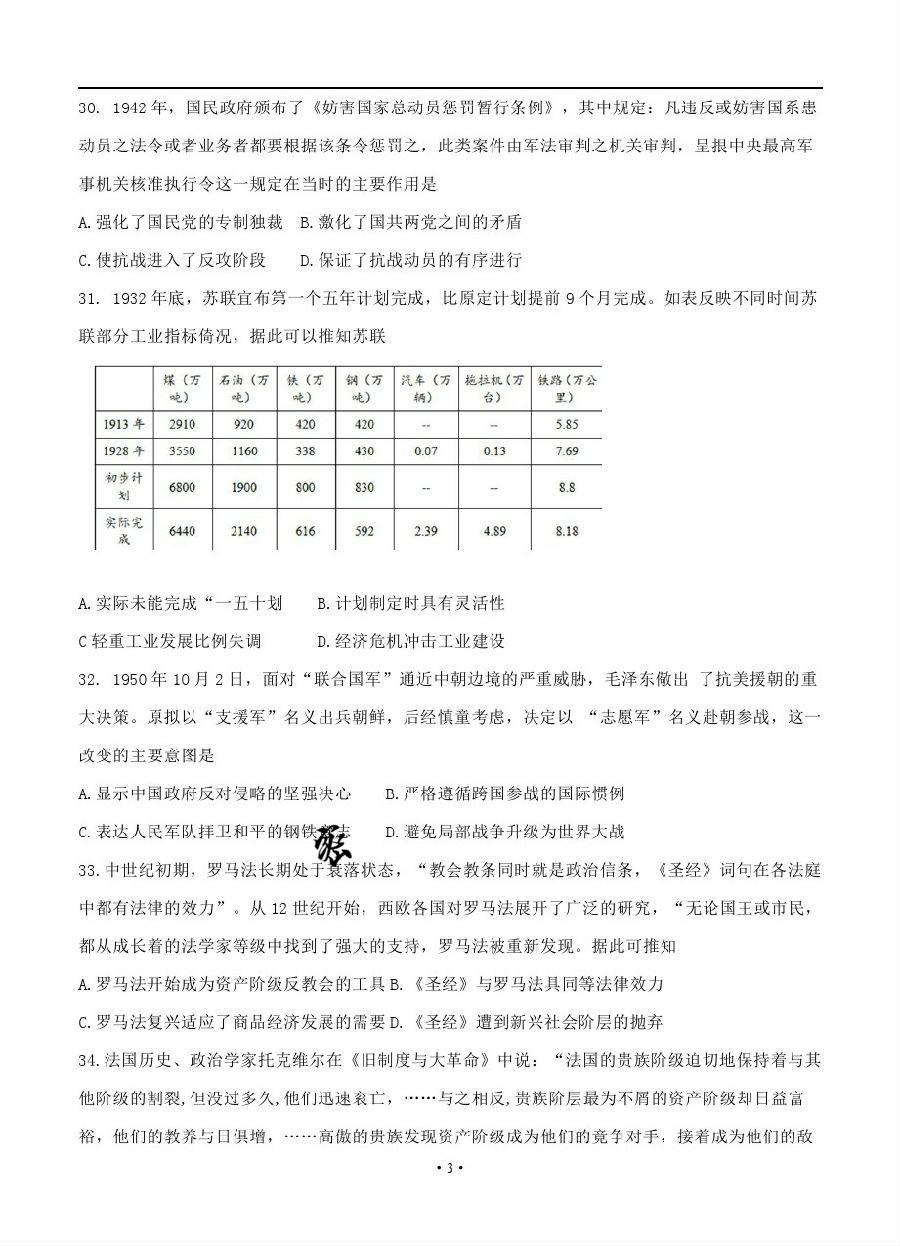 30. 1942年，国民政府颁布了《妨害国家总动员惩罚暂行条例》，其中规定：凡违反或妨害国系患
动员之法令或老业务者都要根据该条令惩罚之，此类案件由军法审判之机关审判，呈报中央最高军
事机关核准执行令这一规定在当时的主要作用是
A.强化了国民党的专制独裁 B.激化了国共两党之间的矛盾
C.使抗战进入了反攻阶段 D.保证了抗战动员的有序进行
31. 1932年底，苏联宣布第一个五年计划完成，比原定计划提前9个月完成。如表反映不同时间苏
联部分工业指标情况，据此可以推知苏联
煤（万吨） 石油（万吨） 铁（万吨） 钢（万吨） 汽车（万辆） 拖拉机（万台） 铁路（万公里）
1913年 2910 920 420 420 -- -- 5.85
1928年 3550 1160 338 430 0.07 0.13 7.69
初步计划 6800 1900 800 830 -- -- 8.8
实际完成 6440 2140 616 592 2.39 4.89 8.18
A.实际未能完成“一五十划 B.计划制定时具有灵活性
C轻重工业发展比例失调 D.经济危机冲击工业建设
32. 1950年10月2日，面对“联合国军”通近中朝边境的严重威胁，毛泽东做出 了抗美援朝的重
大决策。原拟以“支援军”名义出兵朝鲜，后经慎童考虑，决定以 “志愿军”名义赴朝参战，这一
改变的主要意图是
A.显示中国政府反对侵略的坚强决心 B.严格遵循跨国参战的国际惯例
C.表达人民军队捍卫和平的钢铁意志 D.避免局部战争升级为世界大战
33.中世纪初期，罗马法长期处于衰落状态，“教会教条同时就是政治信条，《圣经》词句在各法庭
中都有法律的效力”。从12世纪开始，西欧各国对罗马法展开了广泛的研究，“无论国王或市民，
都从成长着的法学家等级中找到了强大的支持，罗马法被重新发现。据此可推知
A.罗马法开始成为资产阶级反教会的工具B.《圣经》与罗马法具同等法律效力
C.罗马法复兴适应了商品经济发展的需要D.《圣经》遭到新兴社会阶层的抛弃
34.法国历史、政治学家托克维尔在《旧制度与大革命》中说：“法国的贵族阶级迫切地保持着与其
他阶级的割裂,但没过多久,他们迅速衰亡，……与之相反,贵族阶层最为不屑的资产阶级却日益富
裕，他们的教养与日俱增，……高傲的贵族发现资产阶级成为他们的竞争对手，接着成为他们的敌
·3·